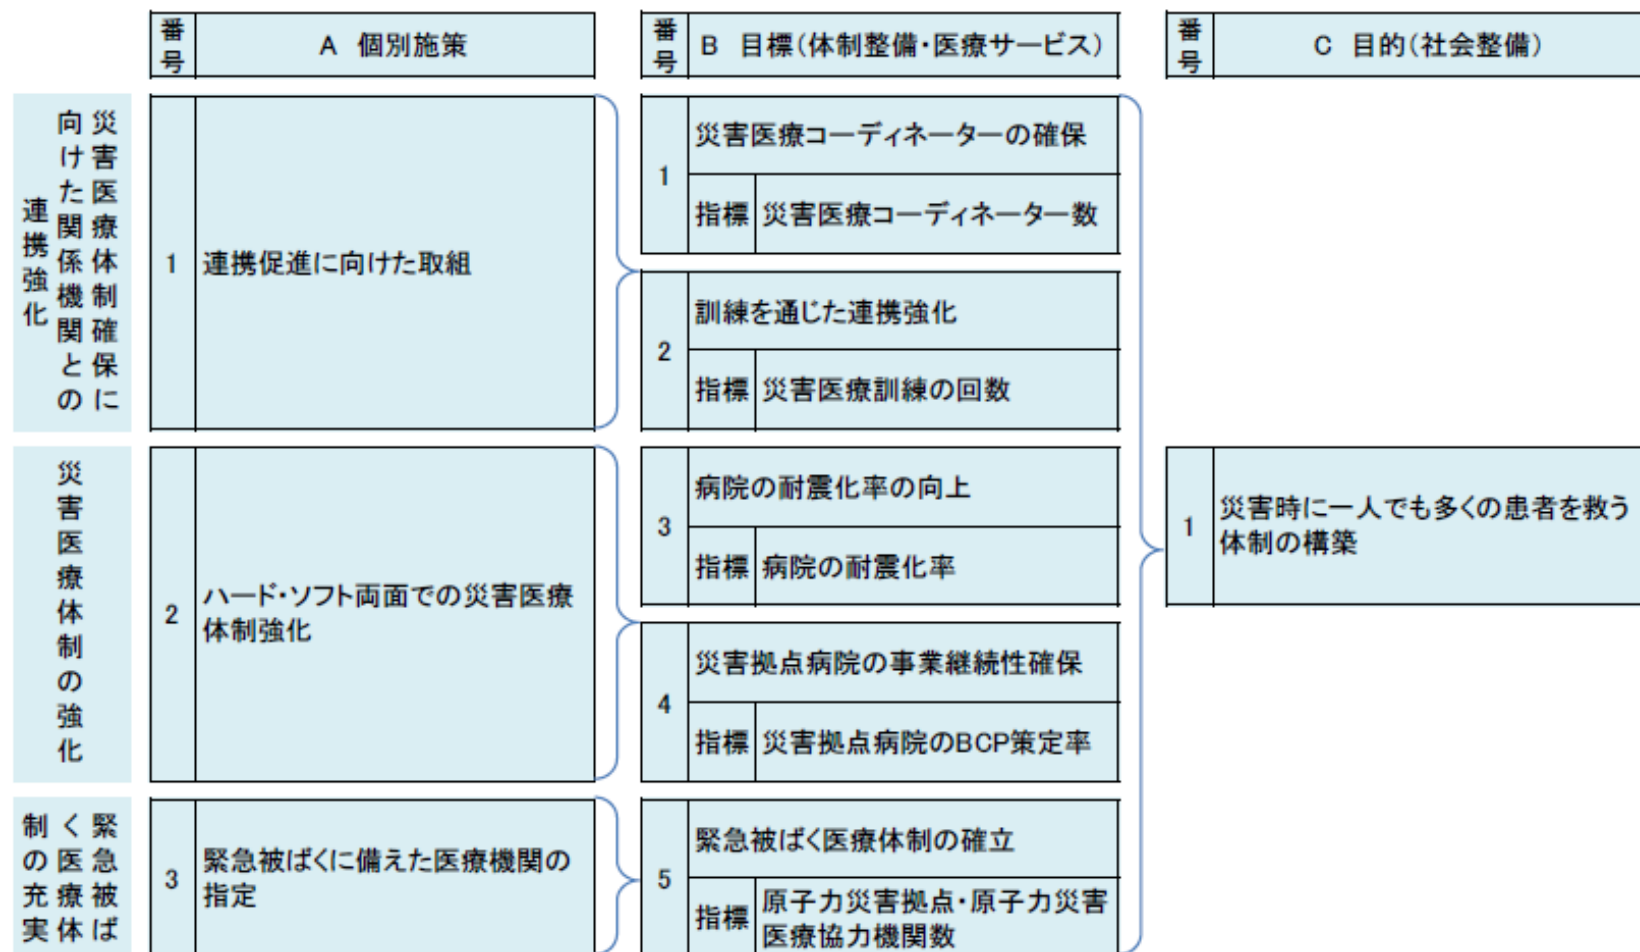 番号
A 個別施策
番号
B 目標(体制整備・医療サービス)
番号
C 目的(社会整備)
災害医療体制確保に
向けた関係機関との
連携強化
1
連携促進に向けた取組
1
災害医療コーディネーターの確保
指標
災害医療コーディネーター数
2
訓練を通じた連携強化
指標
災害医療訓練の回数
災害医療体制の強化
2
ハード・ソフト両面での災害医療
体制強化
3
病院の耐震化率の向上
指標
病院の耐震化率
4
災害拠点病院の事業継続性確保
指標
災害拠点病院のBCP策定率
1
災害時に一人でも多くの患者を救う
体制の構築
緊急被ば
く医療体
制の充実
3
緊急被ばくに備えた医療機関の
指定
5
緊急被ばく医療体制の確立
指標
原子力災害拠点・原子力災害
医療協力機関数